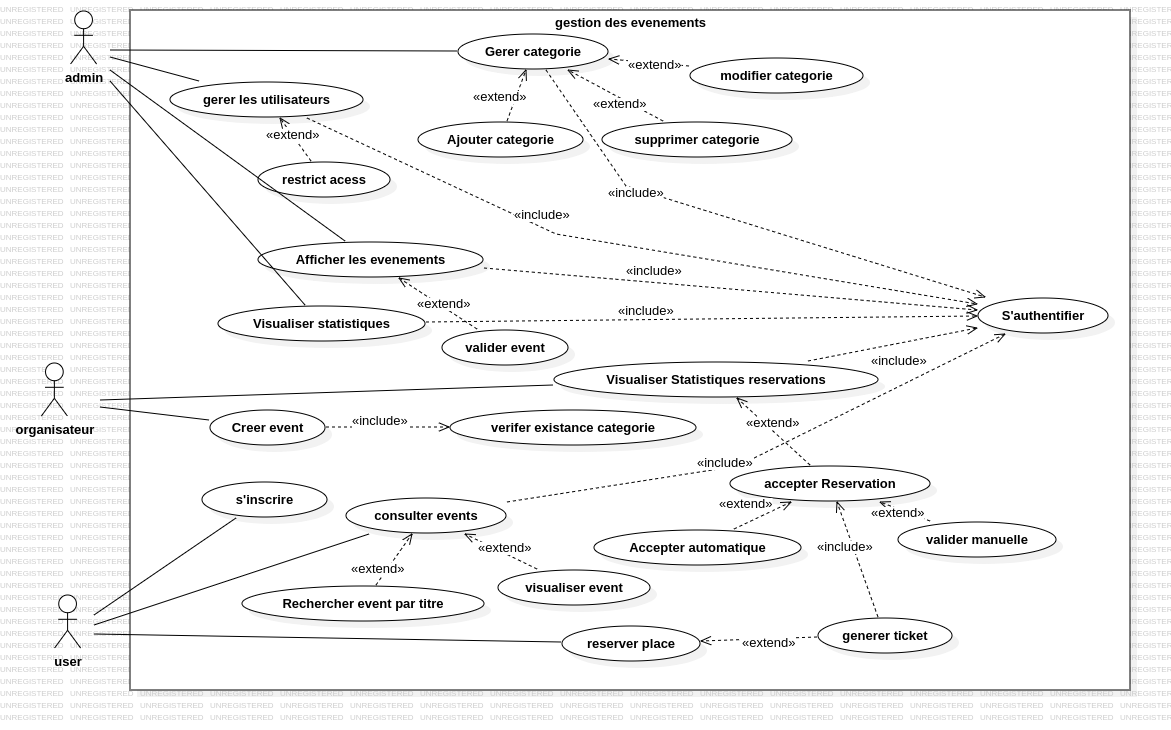 gestion des evenements
admin
Gerer categorie
«extend»
modifier categorie
gerer les utilisateurs
«extend»
«extend»
«extend»
Ajouter categorie
supprimer categorie
restrict acess
«include»
«include»
Afficher les evenements
«include»
«extend»
«include»
Visualiser statistiques
S'authentifier
valider event
«include»
Visualiser Statistiques reservations
organisateur
Creer event
«include»
verifer existance categorie
«extend»
«include»
accepter Reservation
s'inscrire
consulter events
«extend»
«extend»
Accepter automatique
«include»
valider manuelle
«extend»
«extend»
visualiser event
Rechercher event par titre
user
reserver place
«extend»
generer ticket
UNREGISTERED